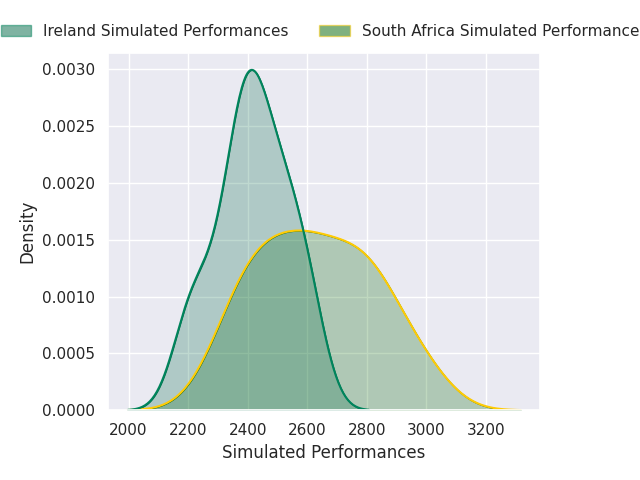 Ireland Simulated Performances South Africa Simulated Performance
0.0030
0.0025
0.0020
0.0015
0.0010
0.0005
0.0000
Density
2000 2200 2400 2600 2800 3000 3200
Simulated Performances